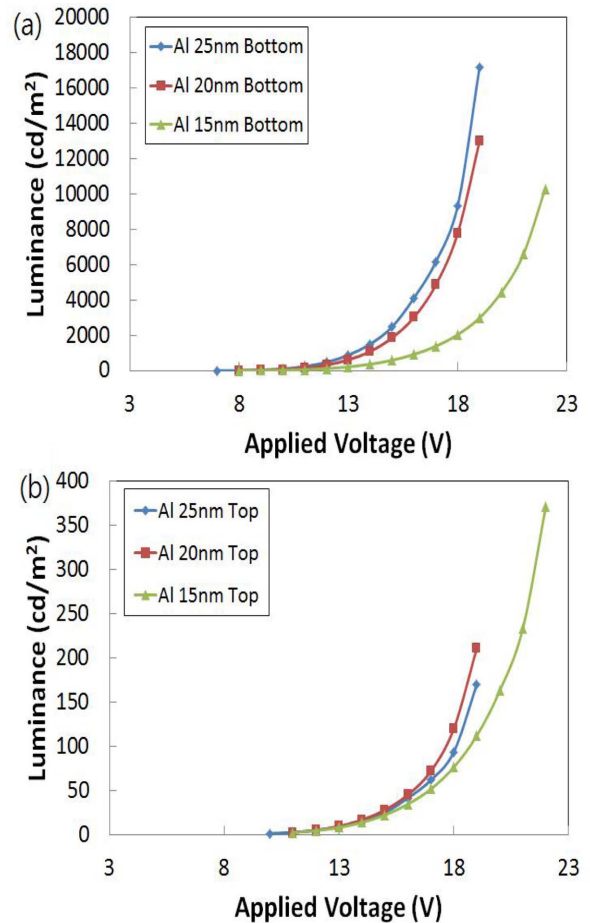 (a)
20000
18000
16000
14000
12000
10000
8000
6000
4000
2000
0
Luminance (cd/m²)
Al 25nm Bottom
Al 20nm Bottom
Al 15nm Bottom
3 8 13 18 23
Applied Voltage (V)
(b)
400
350
300
250
200
150
100
50
0
Luminance (cd/m²)
Al 25nm Top
Al 20nm Top
Al 15nm Top
3 8 13 18 23
Applied Voltage (V)